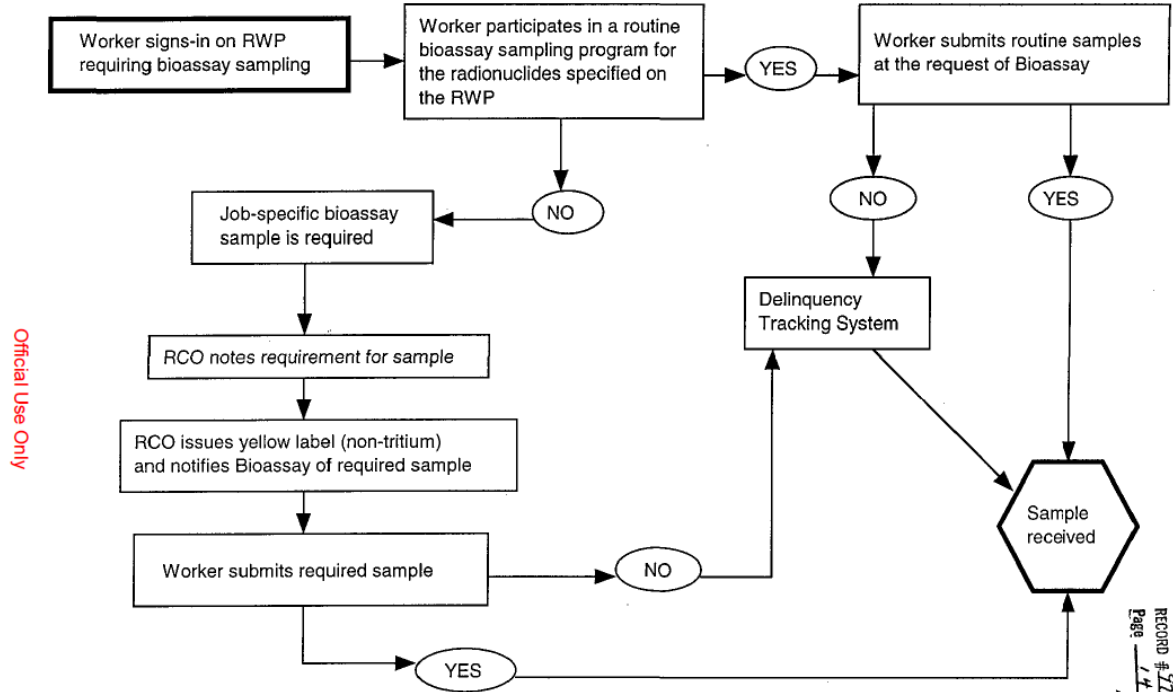 Worker signs-in on RWP
requiring bioassay sampling
Worker participates in a routine
bioassay sampling program for
the radionuclides specified on
the RWP
YES
Worker submits routine samples
at the request of Bioassay
NO
NO
YES
Job-specific bioassay
sample is required
Delinquency
Tracking System
RCO notes requirement for sample
RCO issues yellow label (non-tritium)
and notifies Bioassay of required sample
Worker submits required sample
NO
YES
Sample
received
Official Use Only
RECORD #
Page 14